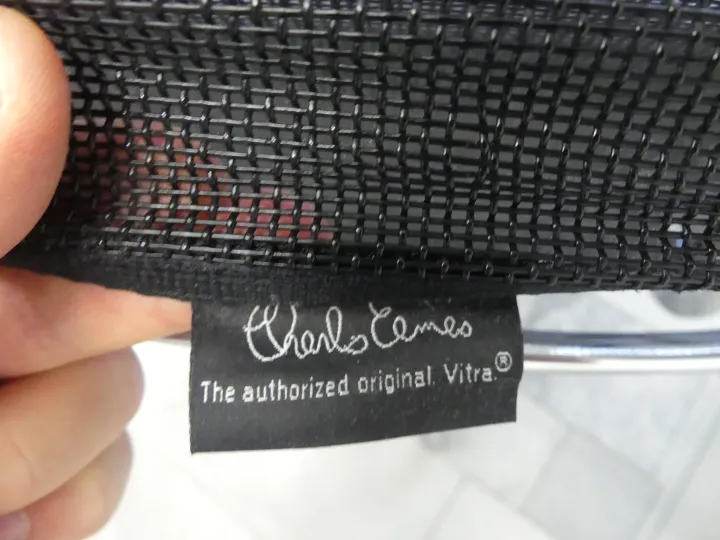 Charles Eames
The authorized original. Vitra.®